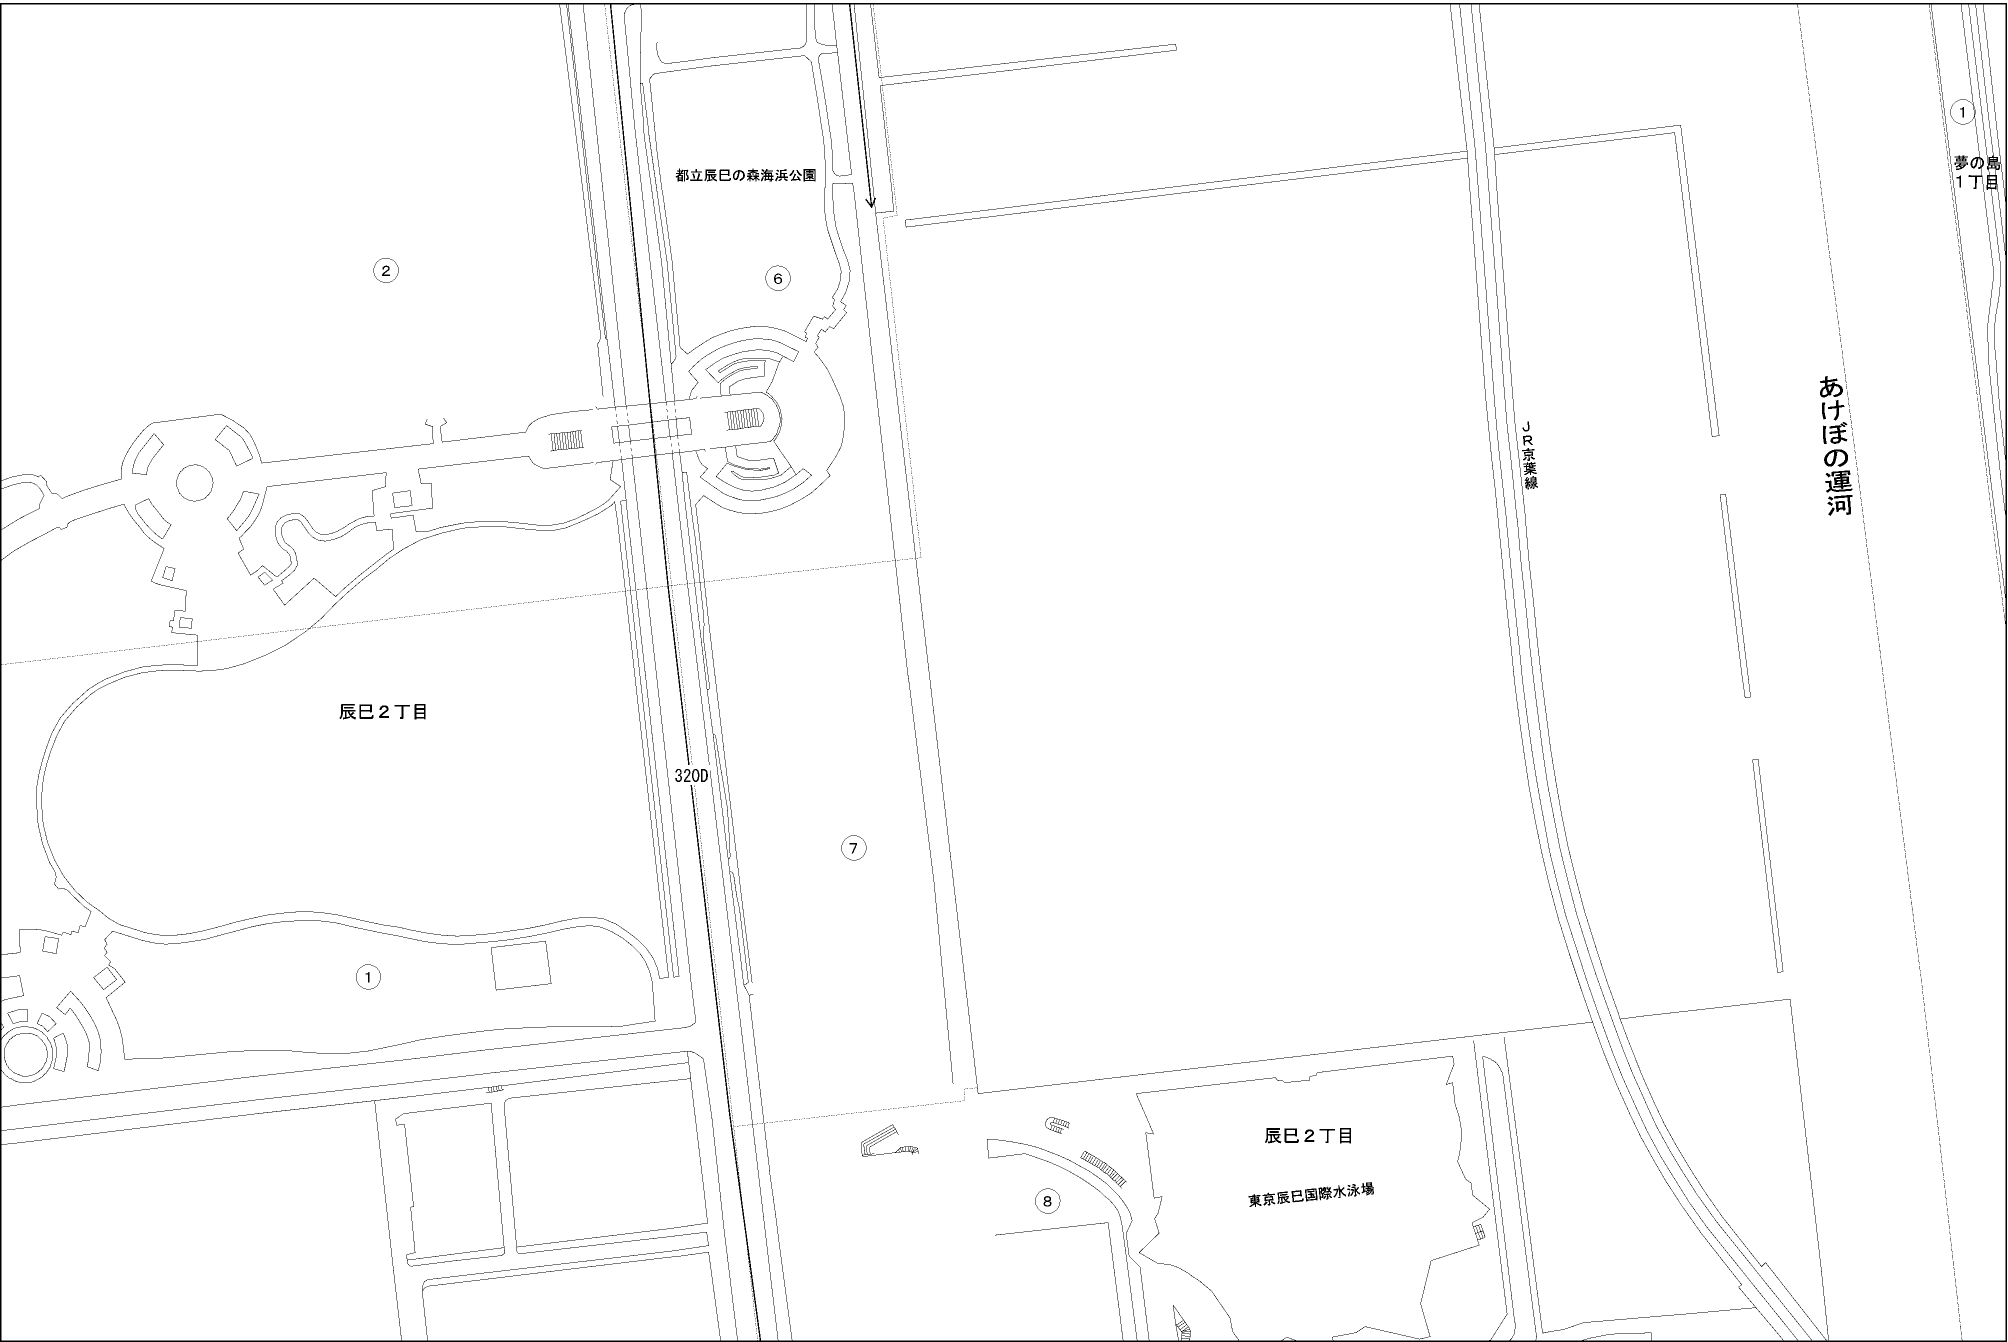 ①
夢の島
1丁目
都立辰巳の森海浜公園
②
⑥
あけぼの運河
JR京葉線
辰巳2丁目
320D
⑦
①
辰巳2丁目
東京辰巳国際水泳場
⑧